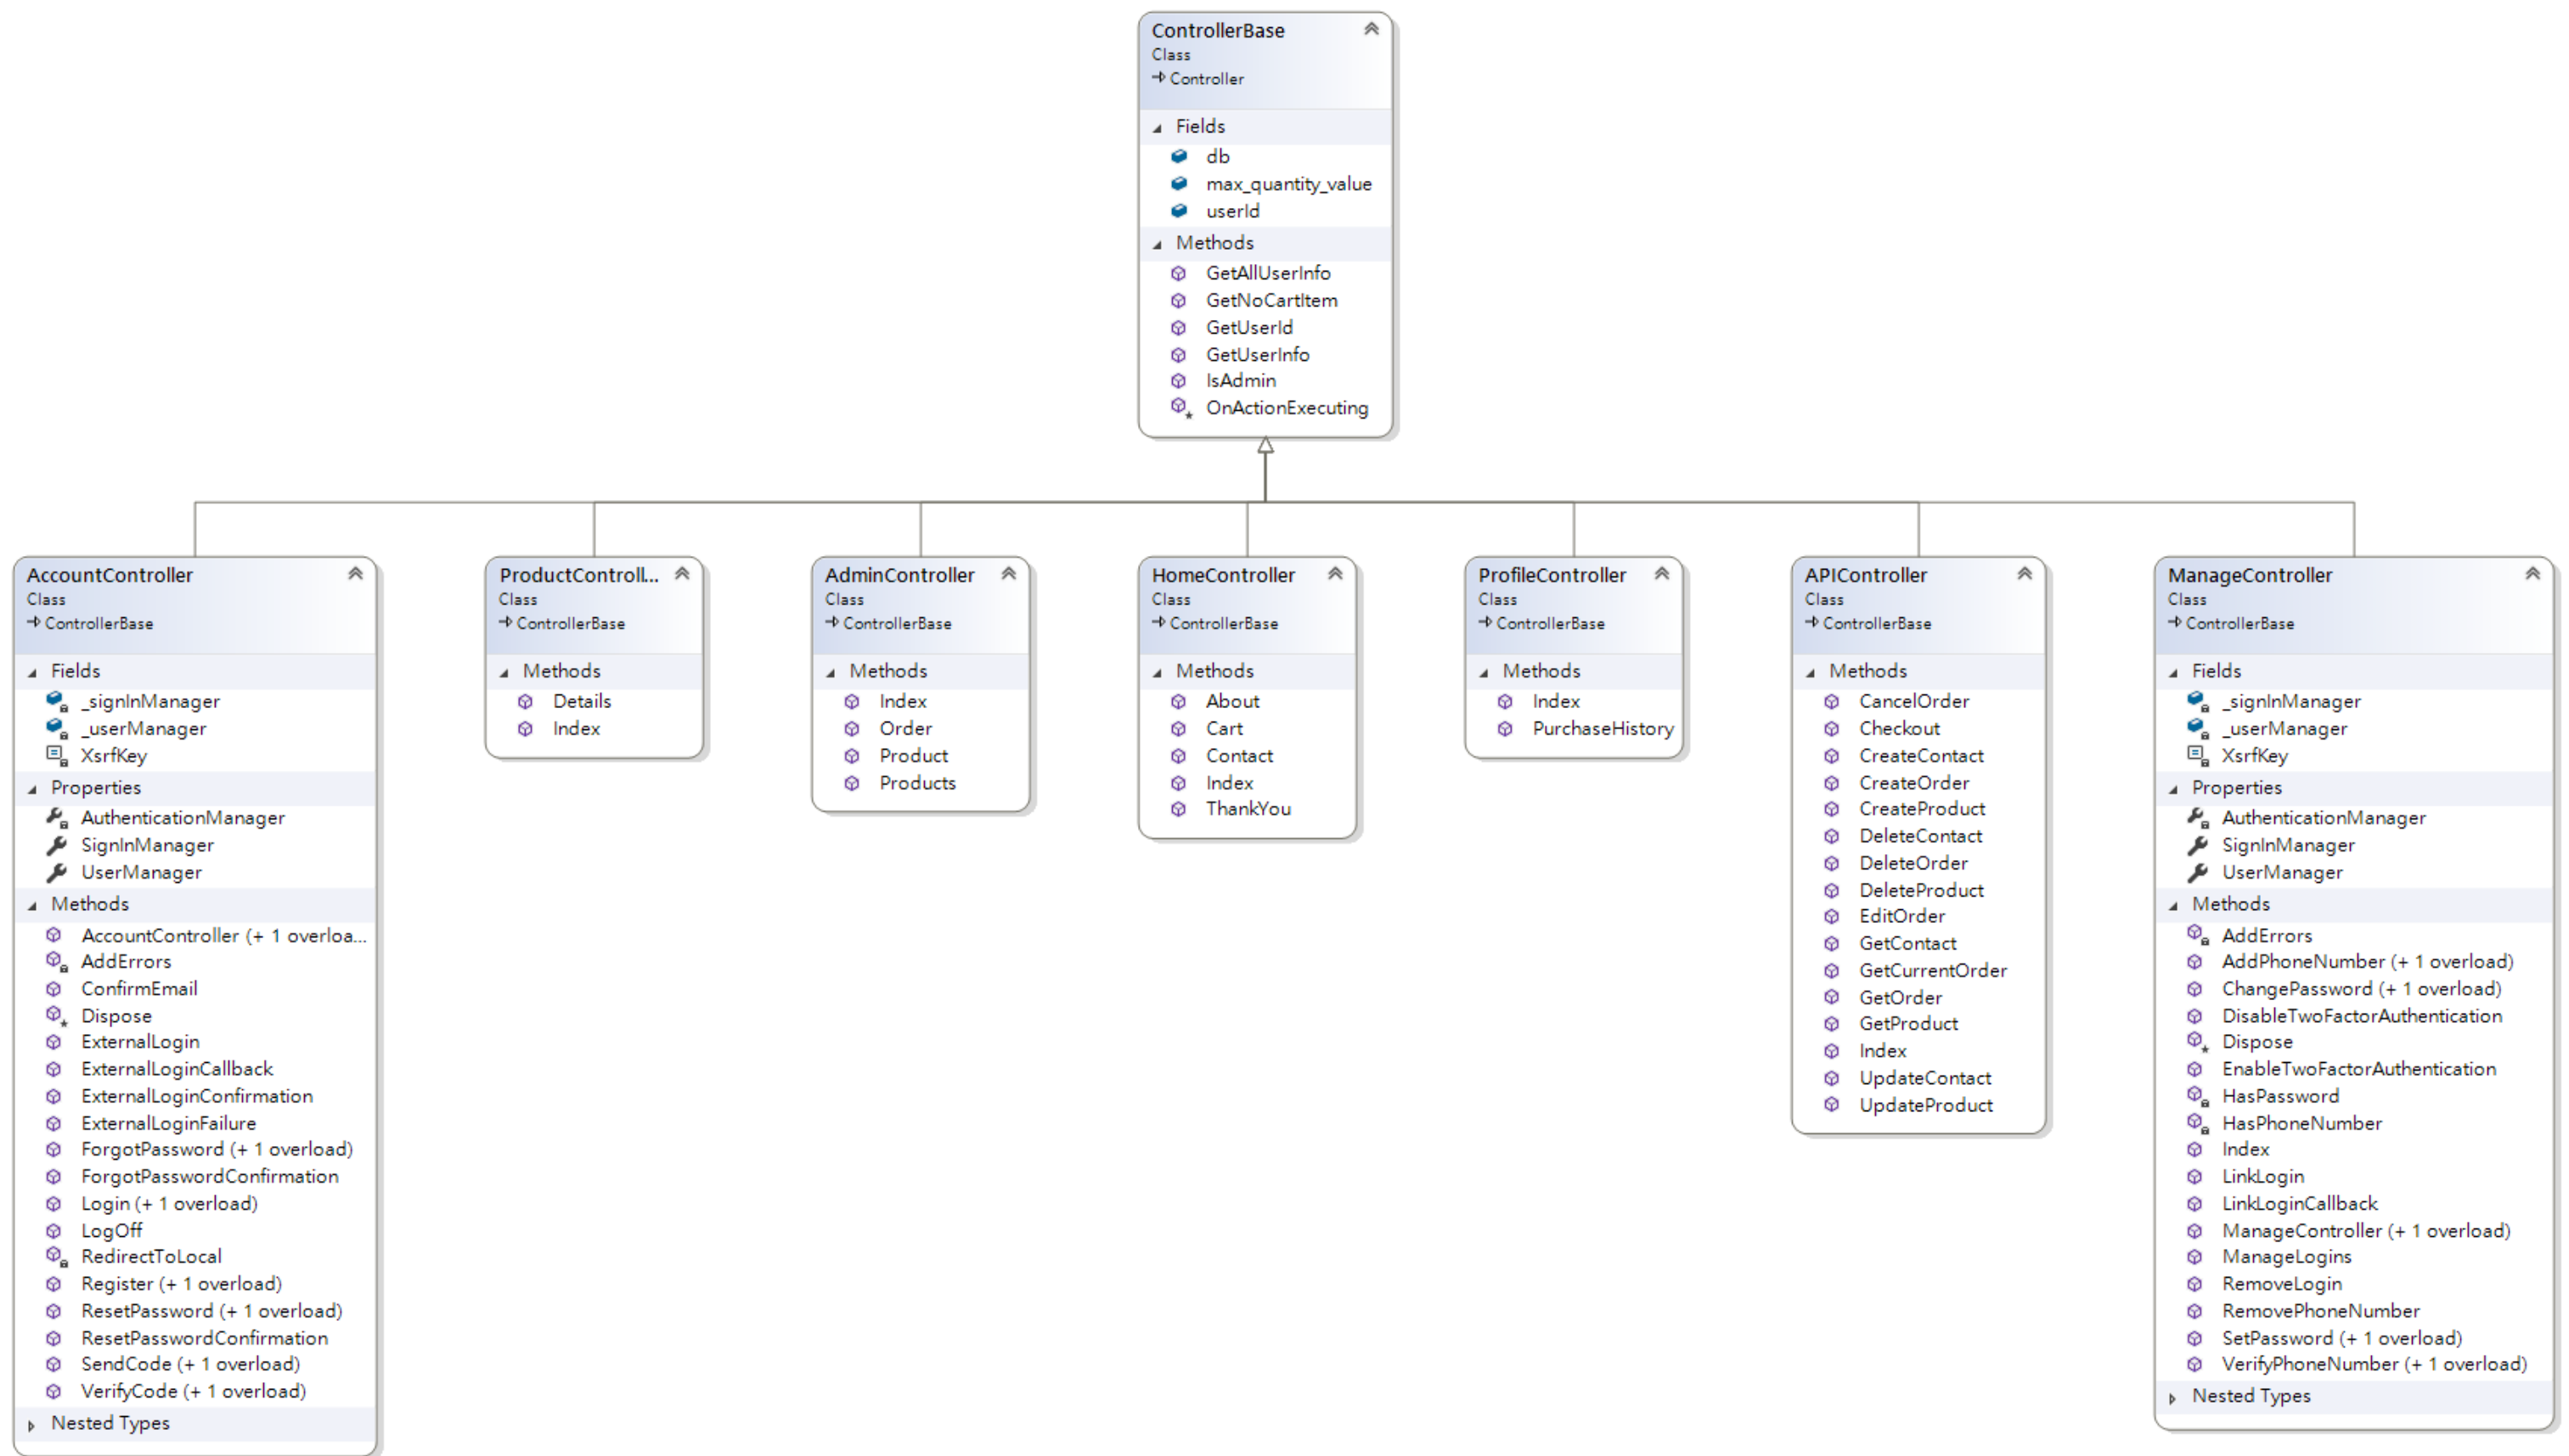 ControllerBase
Class
Controller
Fields
db
max_quantity_value
userId
Methods
GetAllUserInfo
GetNoCartItem
GetUserId
GetUserInfo
IsAdmin
OnActionExecuting
AccountController
Class
ControllerBase
Fields
_signInManager
_userManager
XsrfKey
Properties
AuthenticationManager
SignInManager
UserManager
Methods
AccountController (+ 1 overloa...
AddErrors
ConfirmEmail
Dispose
ExternalLogin
ExternalLoginCallback
ExternalLoginConfirmation
ExternalLoginFailure
ForgotPassword (+ 1 overload)
ForgotPasswordConfirmation
Login (+ 1 overload)
LogOff
RedirectToLocal
Register (+ 1 overload)
ResetPassword (+ 1 overload)
ResetPasswordConfirmation
SendCode (+ 1 overload)
VerifyCode (+ 1 overload)
Nested Types
ProductControll...
Class
ControllerBase
Methods
Details
Index
AdminController
Class
ControllerBase
Methods
Index
Order
Product
Products
HomeController
Class
ControllerBase
Methods
About
Cart
Contact
Index
ThankYou
ProfileController
Class
ControllerBase
Methods
Index
PurchaseHistory
APIController
Class
ControllerBase
Methods
CancelOrder
Checkout
CreateContact
CreateOrder
CreateProduct
DeleteContact
DeleteOrder
DeleteProduct
EditOrder
GetContact
GetCurrentOrder
GetOrder
GetProduct
Index
UpdateContact
UpdateProduct
ManageController
Class
ControllerBase
Fields
_signInManager
_userManager
XsrfKey
Properties
AuthenticationManager
SignInManager
UserManager
Methods
AddErrors
AddPhoneNumber (+ 1 overload)
ChangePassword (+ 1 overload)
DisableTwoFactorAuthentication
Dispose
EnableTwoFactorAuthentication
HasPassword
HasPhoneNumber
Index
LinkLogin
LinkLoginCallback
ManageController (+ 1 overload)
ManageLogins
RemoveLogin
RemovePhoneNumber
SetPassword (+ 1 overload)
VerifyPhoneNumber (+ 1 overload)
Nested Types